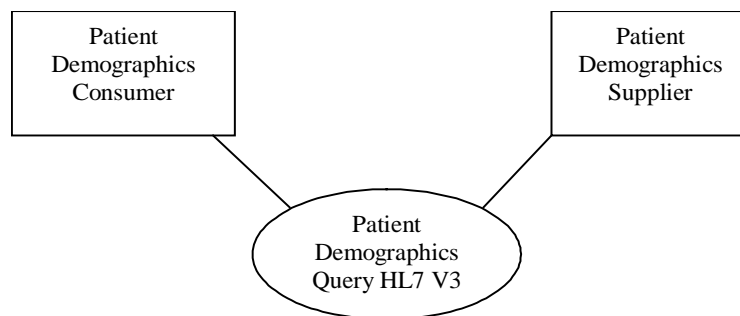 Patient
Demographics
Consumer
Patient
Demographics
Supplier
Patient
Demographics
Query HL7 V3